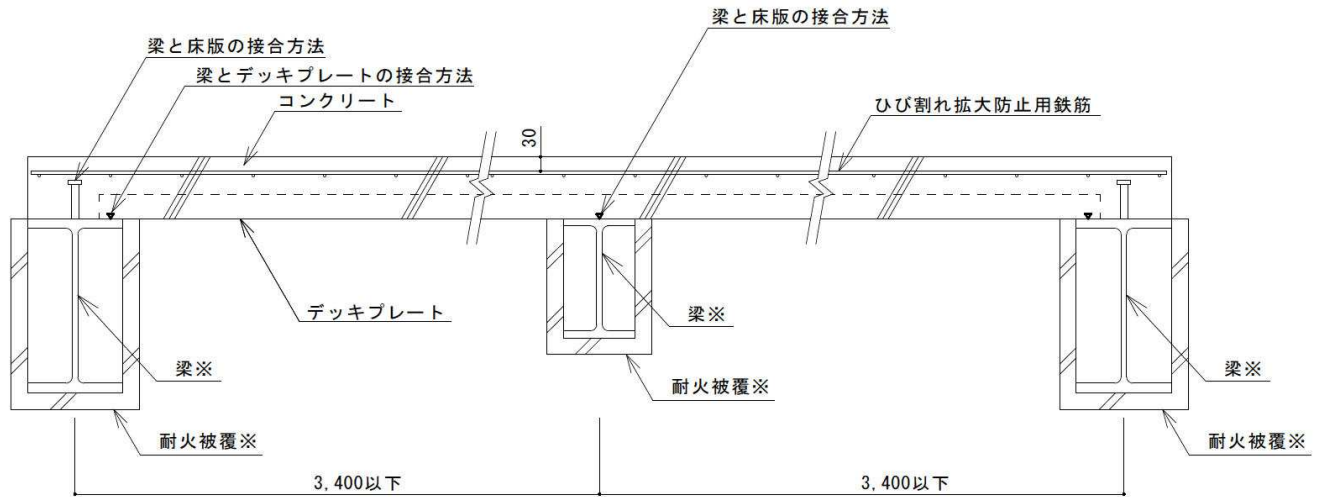 梁と床版の接合方法
梁と床版の接合方法
梁とデッキプレートの接合方法
コンクリート
ひび割れ拡大防止用鉄筋
30
デッキプレート
梁※
梁※
梁※
耐火被覆※
耐火被覆※
耐火被覆※
3,400以下
3,400以下